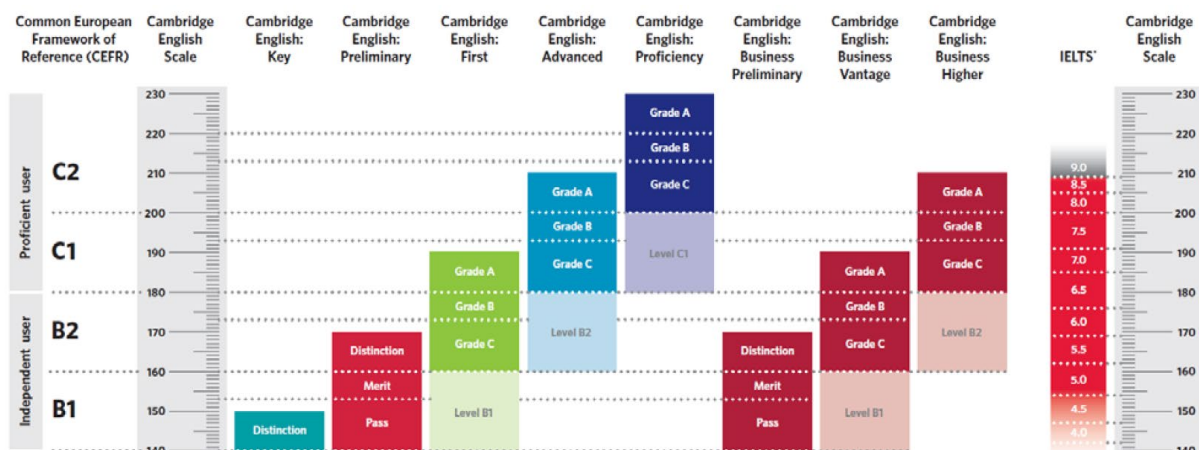 Common European
Framework of
Reference (CEFR)
Cambridge
English
Scale
Cambridge
English:
Key
Cambridge
English:
Preliminary
Cambridge
English:
First
Cambridge
English:
Advanced
Cambridge
English:
Proficiency
Cambridge
English:
Business
Preliminary
Cambridge
English:
Business
Vantage
Cambridge
English:
Business
Higher
IELTS*
Cambridge
English
Scale
Proficient user
Independent user
C2
C1
B2
B1
230
220
210
200
190
180
170
160
150
140
Distinction
Distinction
Merit
Pass
Grade A
Grade B
Grade C
Level B1
Grade A
Grade B
Grade C
Level B2
Grade A
Grade B
Grade C
Level C1
Distinction
Merit
Pass
Grade A
Grade B
Grade C
Level B1
Grade A
Grade B
Grade C
Level B2
9.0
8.5
8.0
7.5
7.0
6.5
6.0
5.5
5.0
4.5
4.0
230
220
210
200
190
180
170
160
150
140